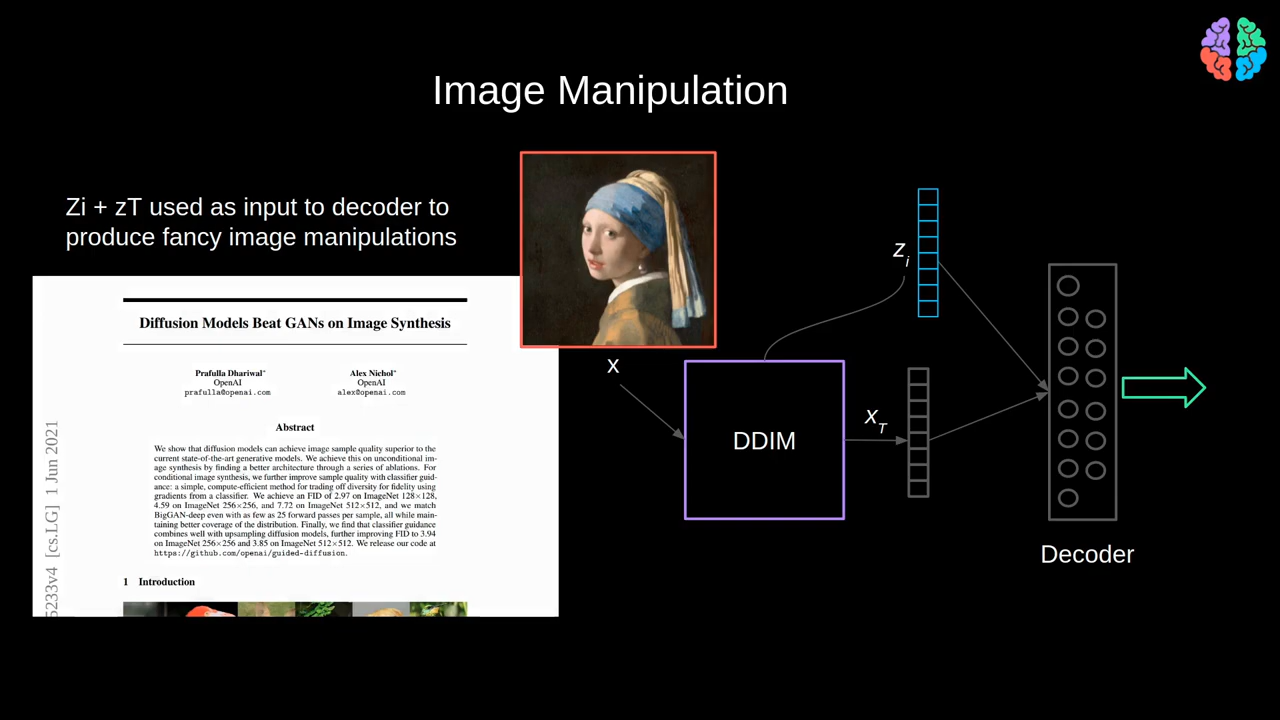 Image Manipulation
Zi + zT used as input to decoder to
produce fancy image manipulations
Diffusion Models Beat GANs on Image Synthesis
Prafulla Dhariwal*
OpenAI
prafulla@openai.com
Alex Nichol*
OpenAI
alex@openai.com
Abstract
We show that diffusion models can achieve image sample quality superior to the
current state-of-the-art generative models. We achieve this on unconditional im-
age synthesis by finding a better architecture through a series of ablations. For
conditional image synthesis, we further improve sample quality with classifier guid-
ance: a simple, compute-efficient method for trading off diversity for fidelity using
gradients from a classifier. We achieve an FID of 2.97 on ImageNet 128×128,
4.59 on ImageNet 256×256, and 7.72 on ImageNet 512×512, and we match
BigGAN-deep even with as few as 25 forward passes per sample, all while main-
taining better coverage of the distribution. Finally, we find that classifier guidance
combines well with upsampling diffusion models, further improving FID to 3.94
on ImageNet 256×256 and 3.85 on ImageNet 512×512. We release our code at
https://github.com/openai/guided-diffusion.
1 Introduction
5233v4 [cs.LG] 1 Jun 2021
x
DDIM
zi
xT
Decoder